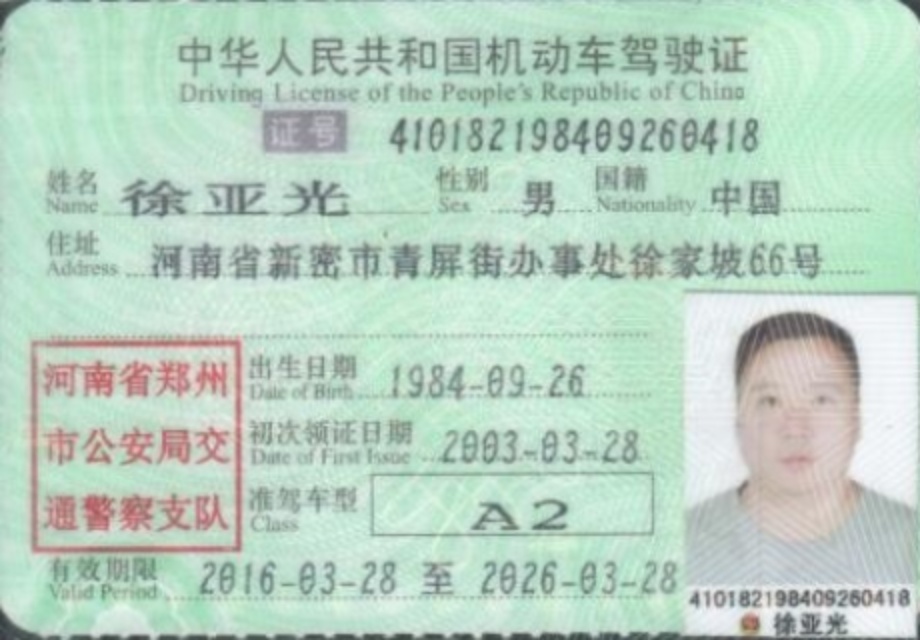 中华人民共和国机动车驾驶证
Driving License of the People's Republic of China
证号 410182198409260418
姓名 Name 徐亚光 性别 Sex 男 国籍 Nationality 中国
住址 Address 河南省新密市青屏街办事处徐家坡66号
河南省郑州
市公安局交
通警察支队
出生日期 Date of Birth 1984-09-26
初次领证日期 Date of First Issue 2003-03-28
准驾车型 Class A2
有效期限 Valid Period 2016-03-28 至 2026-03-28
410182198409260418
徐亚光